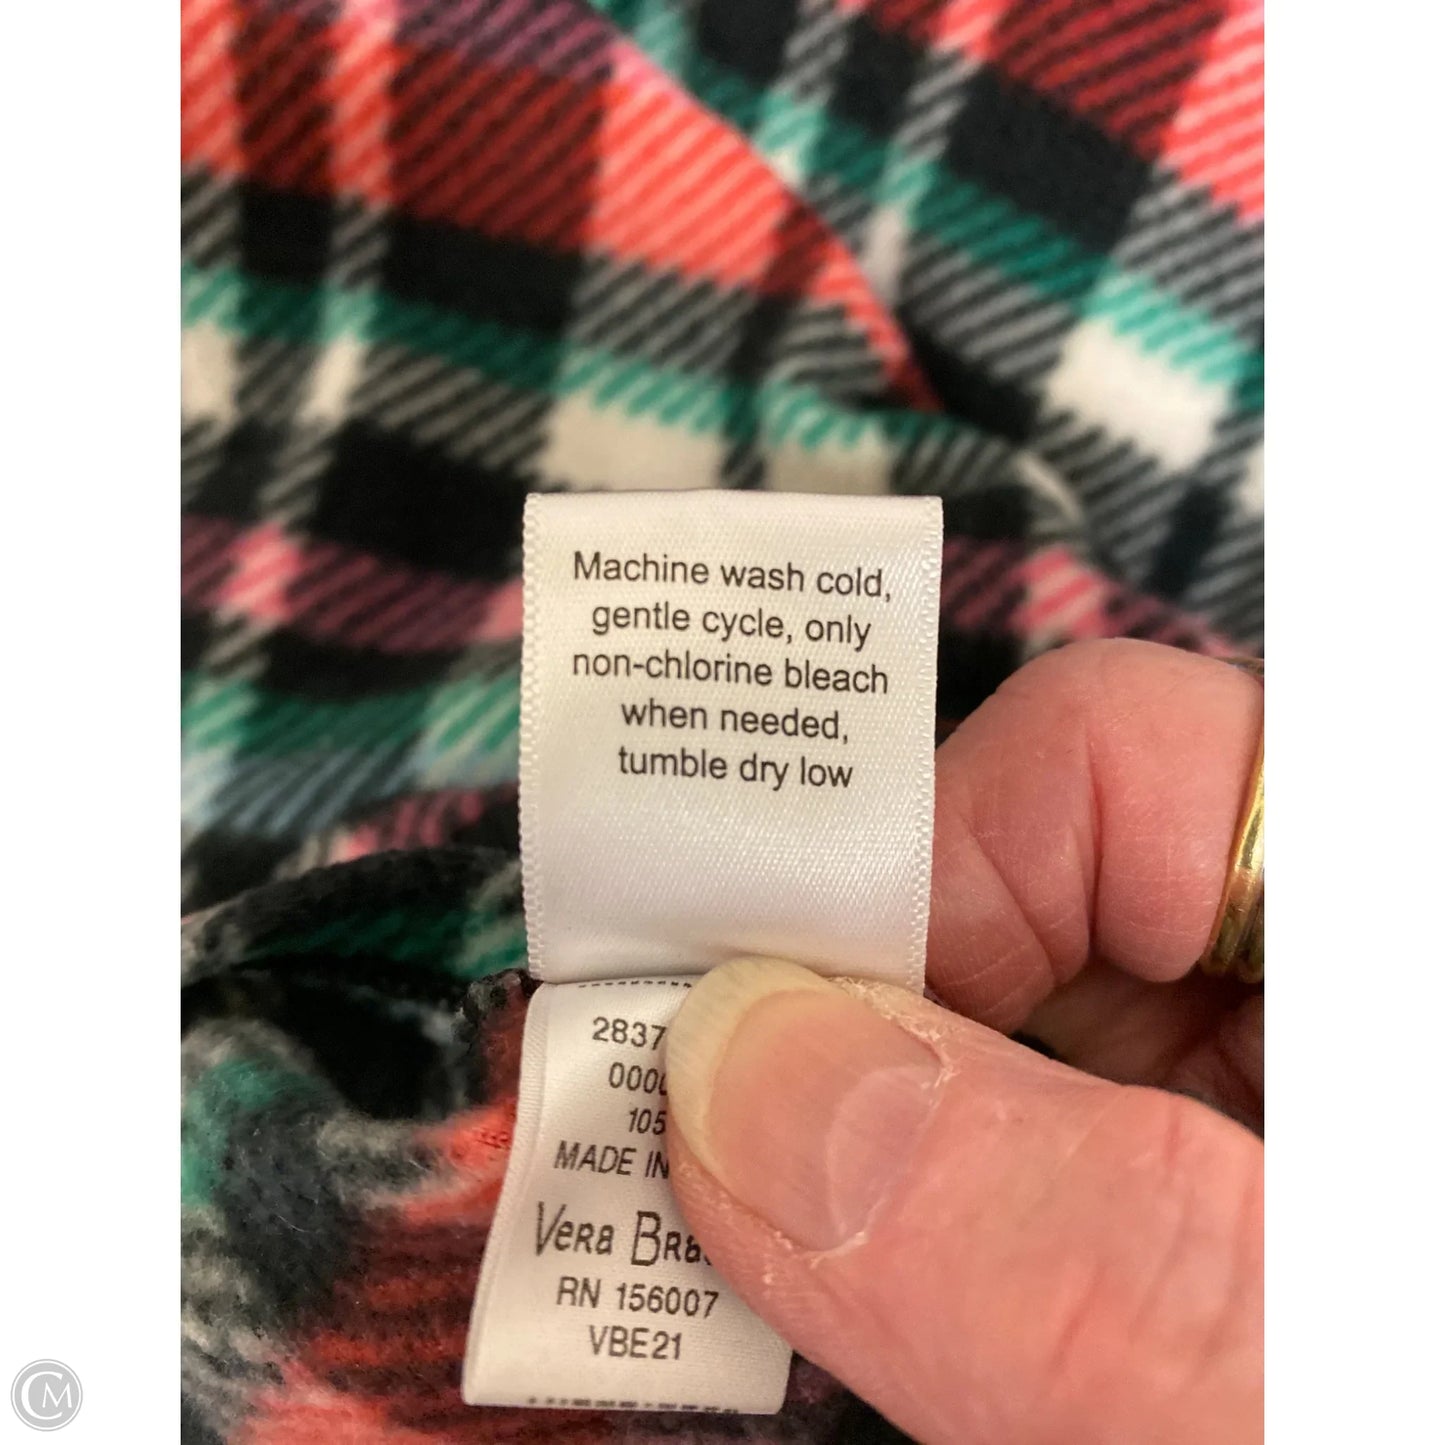 Machine wash cold,
gentle cycle, only
non-chlorine bleach
when needed,
tumble dry low
2837
000
105
MADE IN
Vera Bra
RN 156007
VBE21
CM